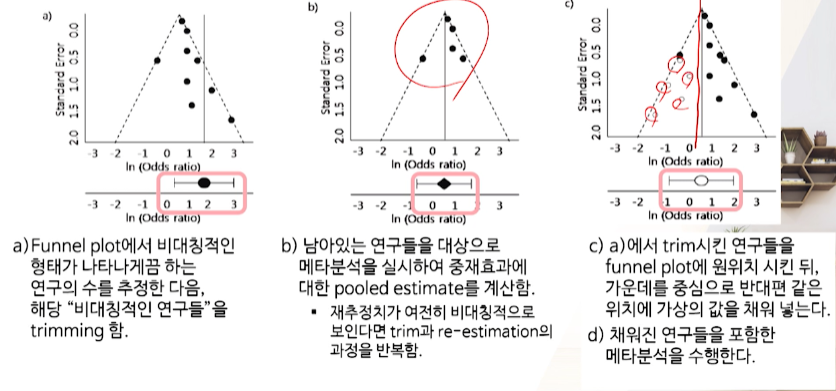 a)
Standard Error
0.0
0.5
1.0
1.5
2.0
-3 -2 -1 0 1 2 3
ln (Odds ratio)
-3 -2 -1 0 1 2 3
ln (Odds ratio)
b)
Standard Error
0.0
0.5
1.0
1.5
2.0
-3 -2 -1 0 1 2 3
ln (Odds ratio)
-3 -2 -1 0 1 3
ln (Odds ratio)
c)
Standard Error
0.0
0.5
1.0
1.5
2.0
-3 -2 -1 0 1 2 3
ln (Odds ratio)
-3 -2 -1 0 1 2 3
ln (Odds ratio)
a)Funnel plot에서 비대칭적인
형태가 나타나게끔 하는
연구의 수를 추정한 다음,
해당 “비대칭적인 연구들”을
trimming 함.
b) 남아있는 연구들을 대상으로
메타분석을 실시하여 중재효과에
대한 pooled estimate를 계산함.
▪ 재추정치가 여전히 비대칭적으로
보인다면 trim과 re-estimation의
과정을 반복함.
c) a)에서 trim시킨 연구들을
funnel plot에 원위치 시킨 뒤,
가운데를 중심으로 반대편 같은
위치에 가상의 값을 채워 넣는다.
d) 채워진 연구들을 포함한
메타분석을 수행한다.